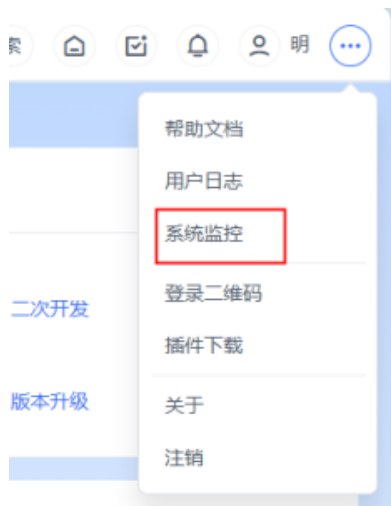 索
明
帮助文档
用户日志
系统监控
登录二维码
二次开发
插件下载
版本升级
关于
注销